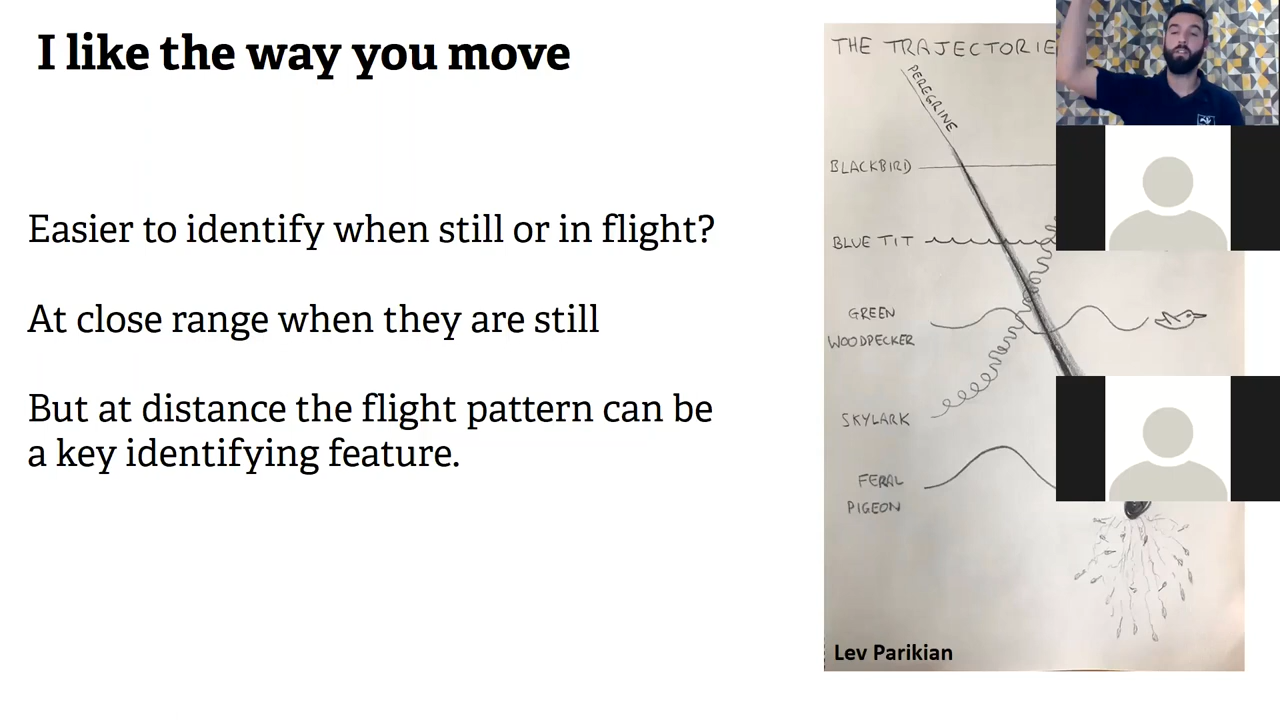 I like the way you move
Easier to identify when still or in flight?
At close range when they are still
But at distance the flight pattern can be
a key identifying feature.
THE TRAJECTORIE
PEREGRINE
BLACKBIRD
BLUE TIT
GREEN
WOODPECKER
SKYLARK
FERAL
PIGEON
Lev Parikian